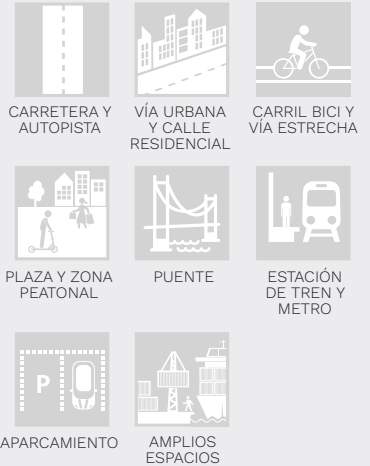 CARRETERA Y
AUTOPISTA
VÍA URBANA
Y CALLE
RESIDENCIAL
CARRIL BICI Y
VÍA ESTRECHA
PLAZA Y ZONA
PEATONAL
PUENTE
ESTACIÓN
DE TREN Y
METRO
P
APARCAMIENTO
AMPLIOS
ESPACIOS